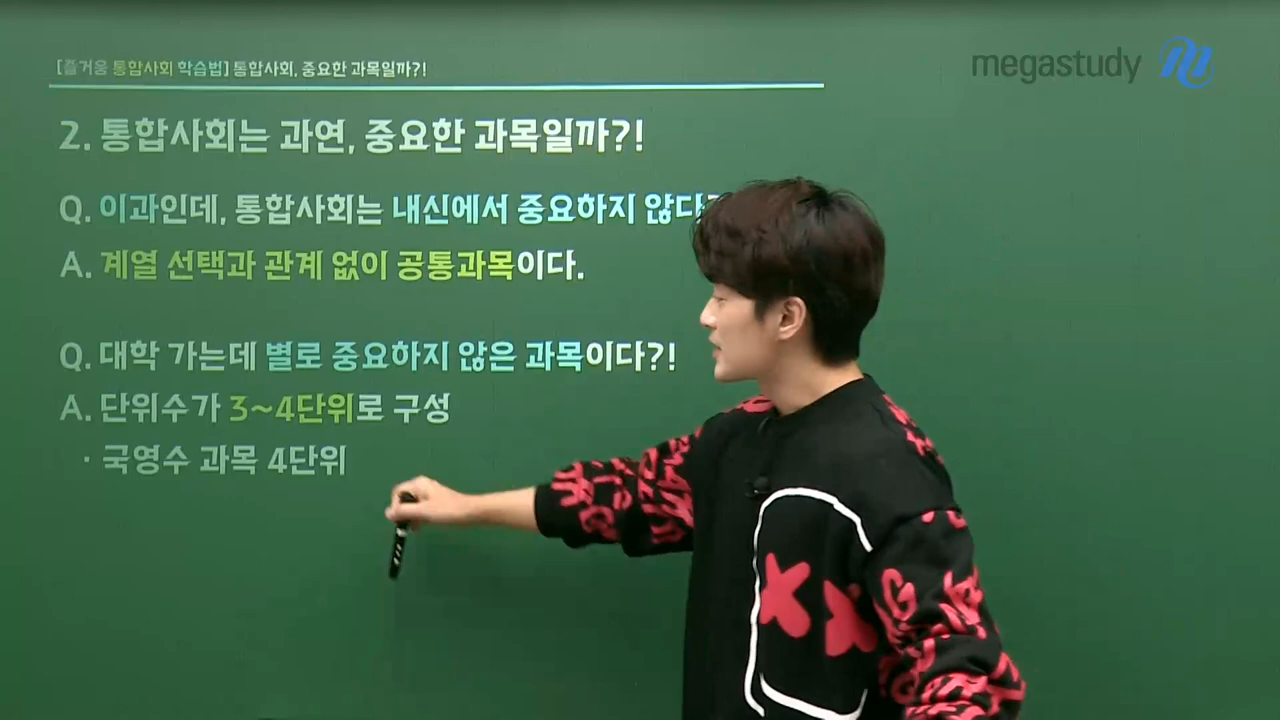 [즐거움 통합사회 학습법] 통합사회, 중요한 과목일까?!
megastudy
2. 통합사회는 과연, 중요한 과목일까?!
Q. 이과인데, 통합사회는 내신에서 중요하지 않다
A. 계열 선택과 관계 없이 공통과목이다.
Q. 대학 가는데 별로 중요하지 않은 과목이다?!
A. 단위수가 3~4단위로 구성
· 국영수 과목 4단위